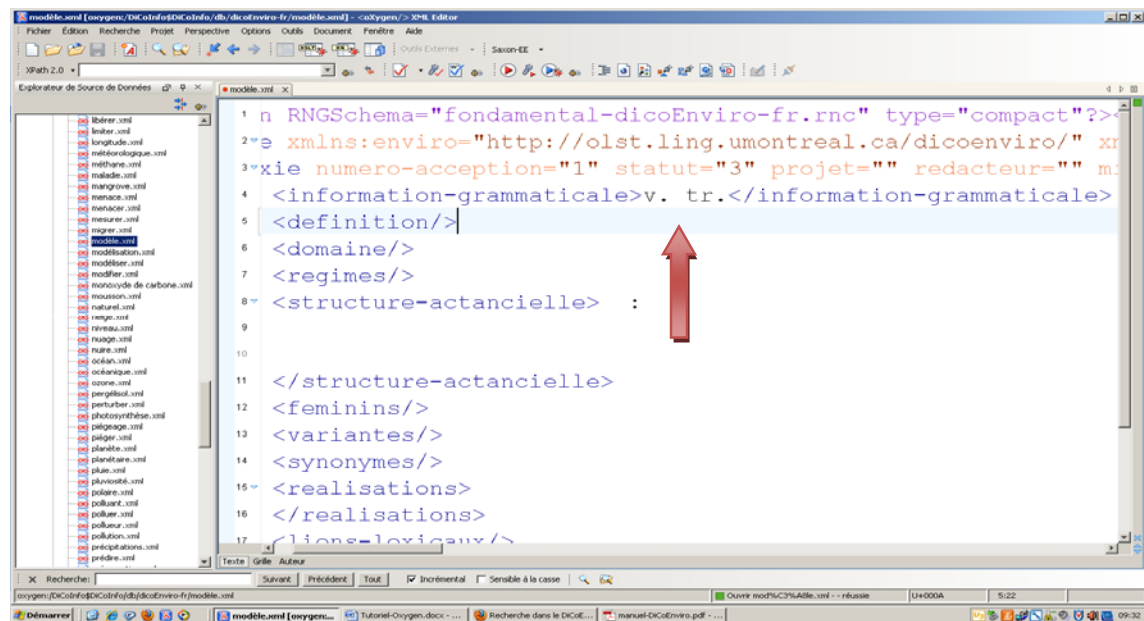 modèle.xml [oxygen:/DiCoInfo$DiCoInfo/db/dicoEnviro-fr/modèle.xml] - <oXygen/> XML Editor
Fichier Édition Recherche Projet Perspective Options Outils Document Fenêtre Aide
Outils Externes Saxon-EE
XPath 2.0
Explorateur de Source de Données
modèle.xml
libérer.xml
limiter.xml
longitude.xml
météorologique.xml
méthane.xml
maladie.xml
mangrove.xml
menace.xml
menacer.xml
mesurer.xml
migrer.xml
modèle.xml
modélisation.xml
modéliser.xml
modifier.xml
monoxyde de carbone.xml
mousson.xml
naturel.xml
neige.xml
niveau.xml
nuage.xml
nuire.xml
océan.xml
océanique.xml
ozone.xml
pergélisol.xml
perturber.xml
photosynthèse.xml
piégeage.xml
piéger.xml
planète.xml
planétaire.xml
pluie.xml
pluviosité.xml
polaire.xml
polluant.xml
polluer.xml
pollueur.xml
pollution.xml
précipitations.xml
prédire.xml
1 n RNGSchema="fondamental-dicoEnviro-fr.rnc" type="compact"?><
2 e xmlns:enviro="http://olst.ling.umontreal.ca/dicoenviro/" xm
3 xie numero-acception="1" statut="3" projet="" redacteur="" m
4 <information-grammaticale>v. tr.</information-grammaticale>
5 <definition/>
6 <domaine/>
7 <regimes/>
8 <structure-actancielle> :
9
10
11 </structure-actancielle>
12 <feminins/>
13 <variantes/>
14 <synonymes/>
15 <realisations>
16 </realisations>
17 <liens-lexicaux/>
Texte Grille Auteur
Recherche: Suivant Précédent Tout Incrémental Sensible à la casse
oxygen:/DiCoInfo$DiCoInfo/db/dicoEnviro-fr/modèle.xml Ouvrir mod%C3%A8le.xml - - réussie U+000A 5:22
Démarrer modèle.xml [oxygen:... Tutoriel-Oxygen.docx - ... Recherche dans le DiCoE... manuel-DiCoEnviro.pdf - ... 09:32